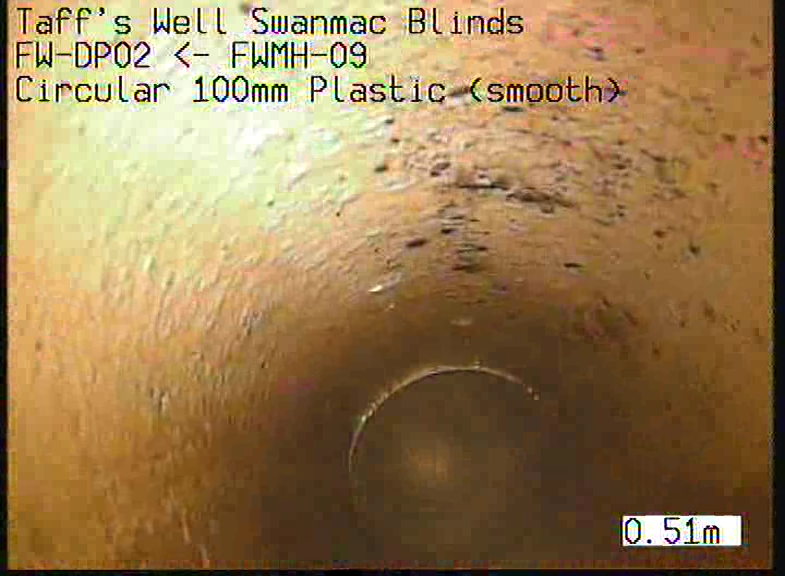 Taff's Well Swanmac Blinds
FW-DP02 <- FWMH-09
Circular 100mm Plastic (smooth)
0.51m